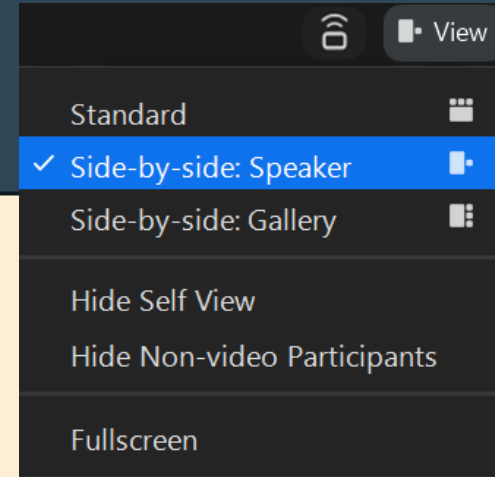 View
Standard
Side-by-side: Speaker
Side-by-side: Gallery
Hide Self View
Hide Non-video Participants
Fullscreen